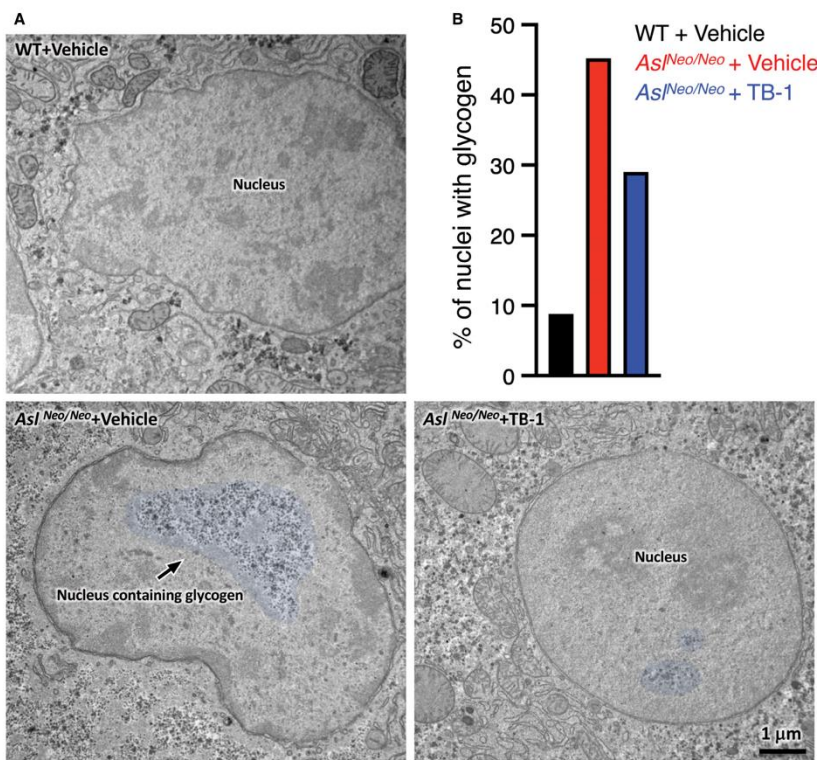 A
WT+Vehicle
Nucleus
B
% of nuclei with glycogen
50
40
30
20
10
0
WT + Vehicle
Asl^Neo/Neo + Vehicle
Asl^Neo/Neo + TB-1
Asl ^Neo/Neo+Vehicle
Nucleus containing glycogen
Asl ^Neo/Neo+TB-1
Nucleus
1 μm